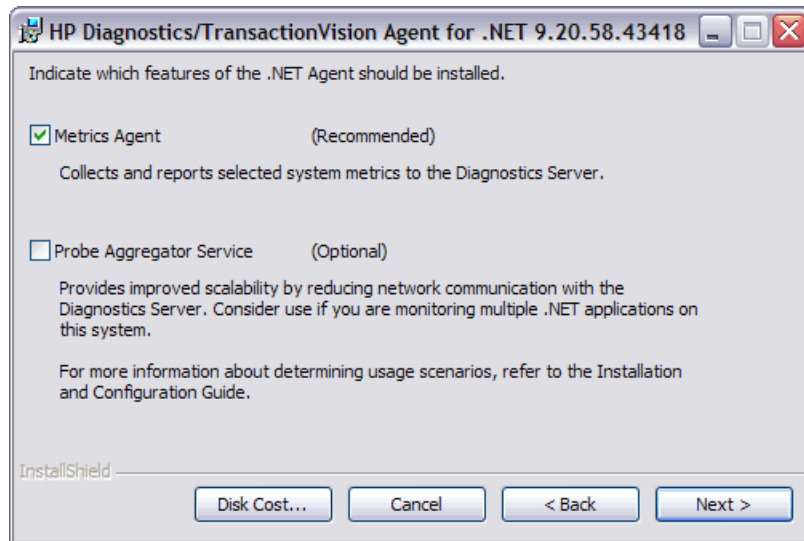 HP Diagnostics/TransactionVision Agent for .NET 9.20.58.43418
Indicate which features of the .NET Agent should be installed.
Metrics Agent (Recommended)
Collects and reports selected system metrics to the Diagnostics Server.
Probe Aggregator Service (Optional)
Provides improved scalability by reducing network communication with the
Diagnostics Server. Consider use if you are monitoring multiple .NET applications on
this system.
For more information about determining usage scenarios, refer to the Installation
and Configuration Guide.
InstallShield
Disk Cost... Cancel < Back Next >